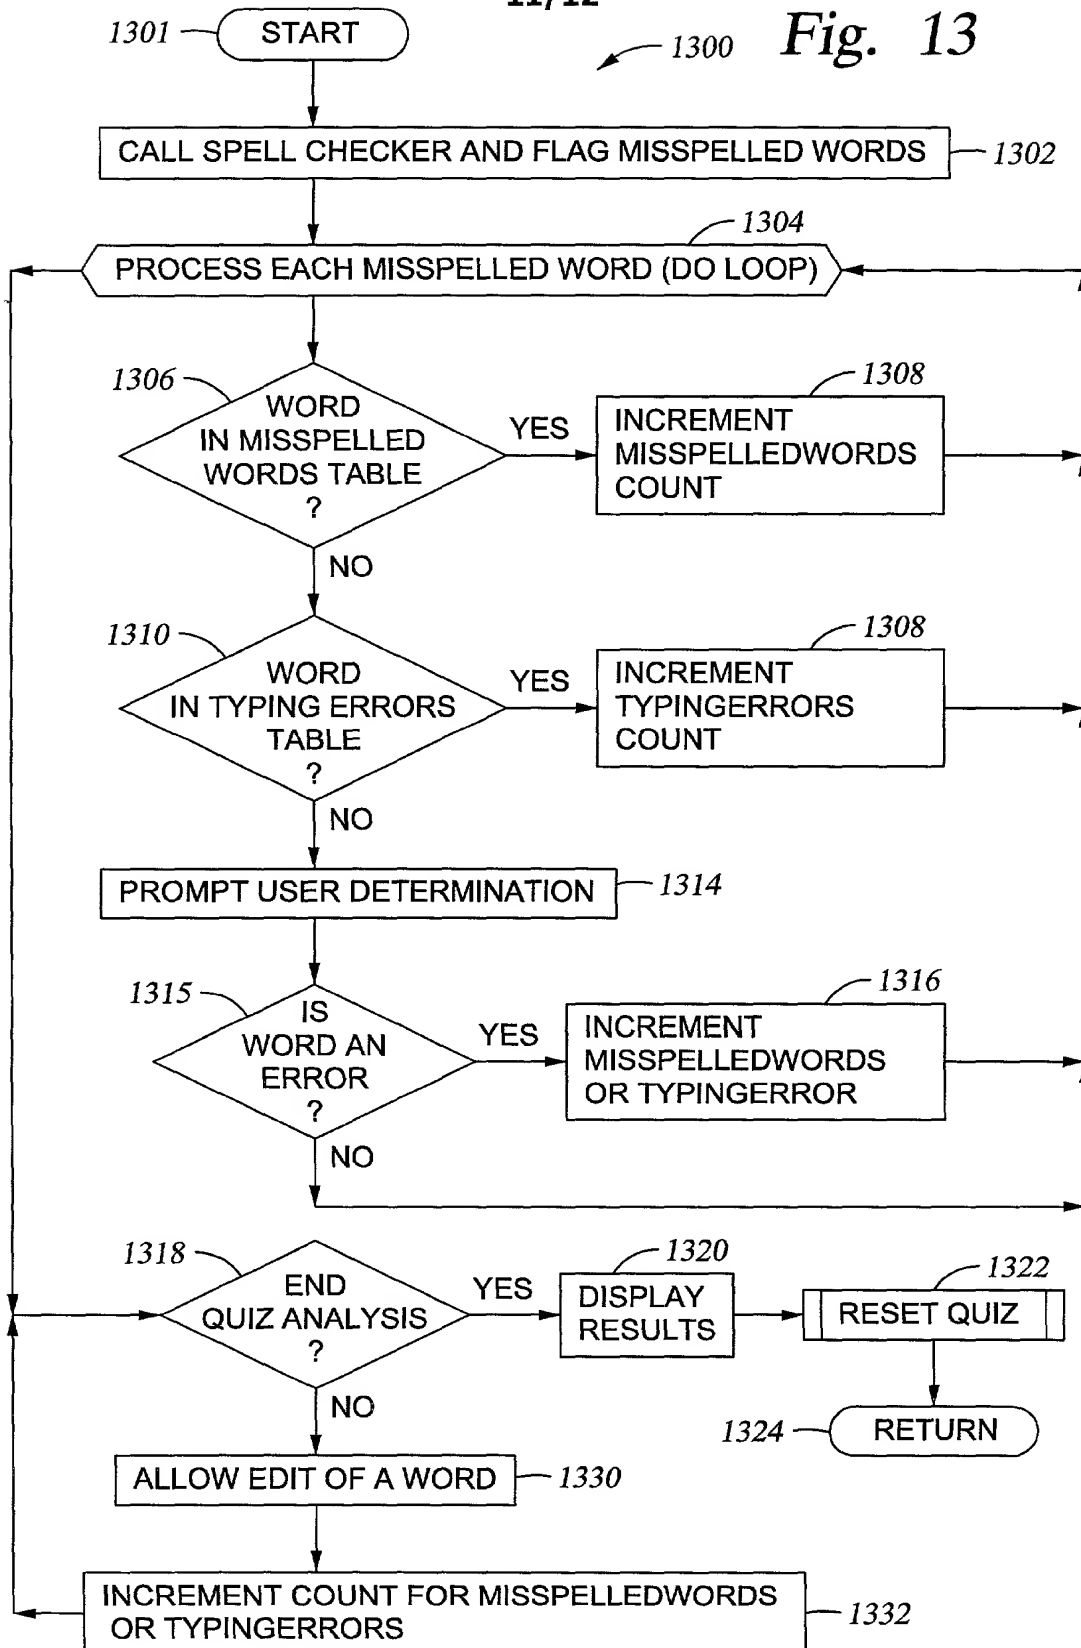 11/12
Fig. 13
1300
1301
START
CALL SPELL CHECKER AND FLAG MISSPELLED WORDS
1302
1304
PROCESS EACH MISSPELLED WORD (DO LOOP)
1306
WORD
IN MISSPELLED
WORDS TABLE
?
YES
1308
INCREMENT
MISSPELLEDWORDS
COUNT
NO
1310
WORD
IN TYPING ERRORS
TABLE
?
YES
1308
INCREMENT
TYPINGERRORS
COUNT
NO
PROMPT USER DETERMINATION
1314
1315
IS
WORD AN
ERROR
?
YES
1316
INCREMENT
MISSPELLEDWORDS
OR TYPINGERROR
NO
1318
END
QUIZ ANALYSIS
?
YES
1320
DISPLAY
RESULTS
1322
RESET QUIZ
1324
RETURN
NO
ALLOW EDIT OF A WORD
1330
INCREMENT COUNT FOR MISSPELLEDWORDS
OR TYPINGERRORS
1332